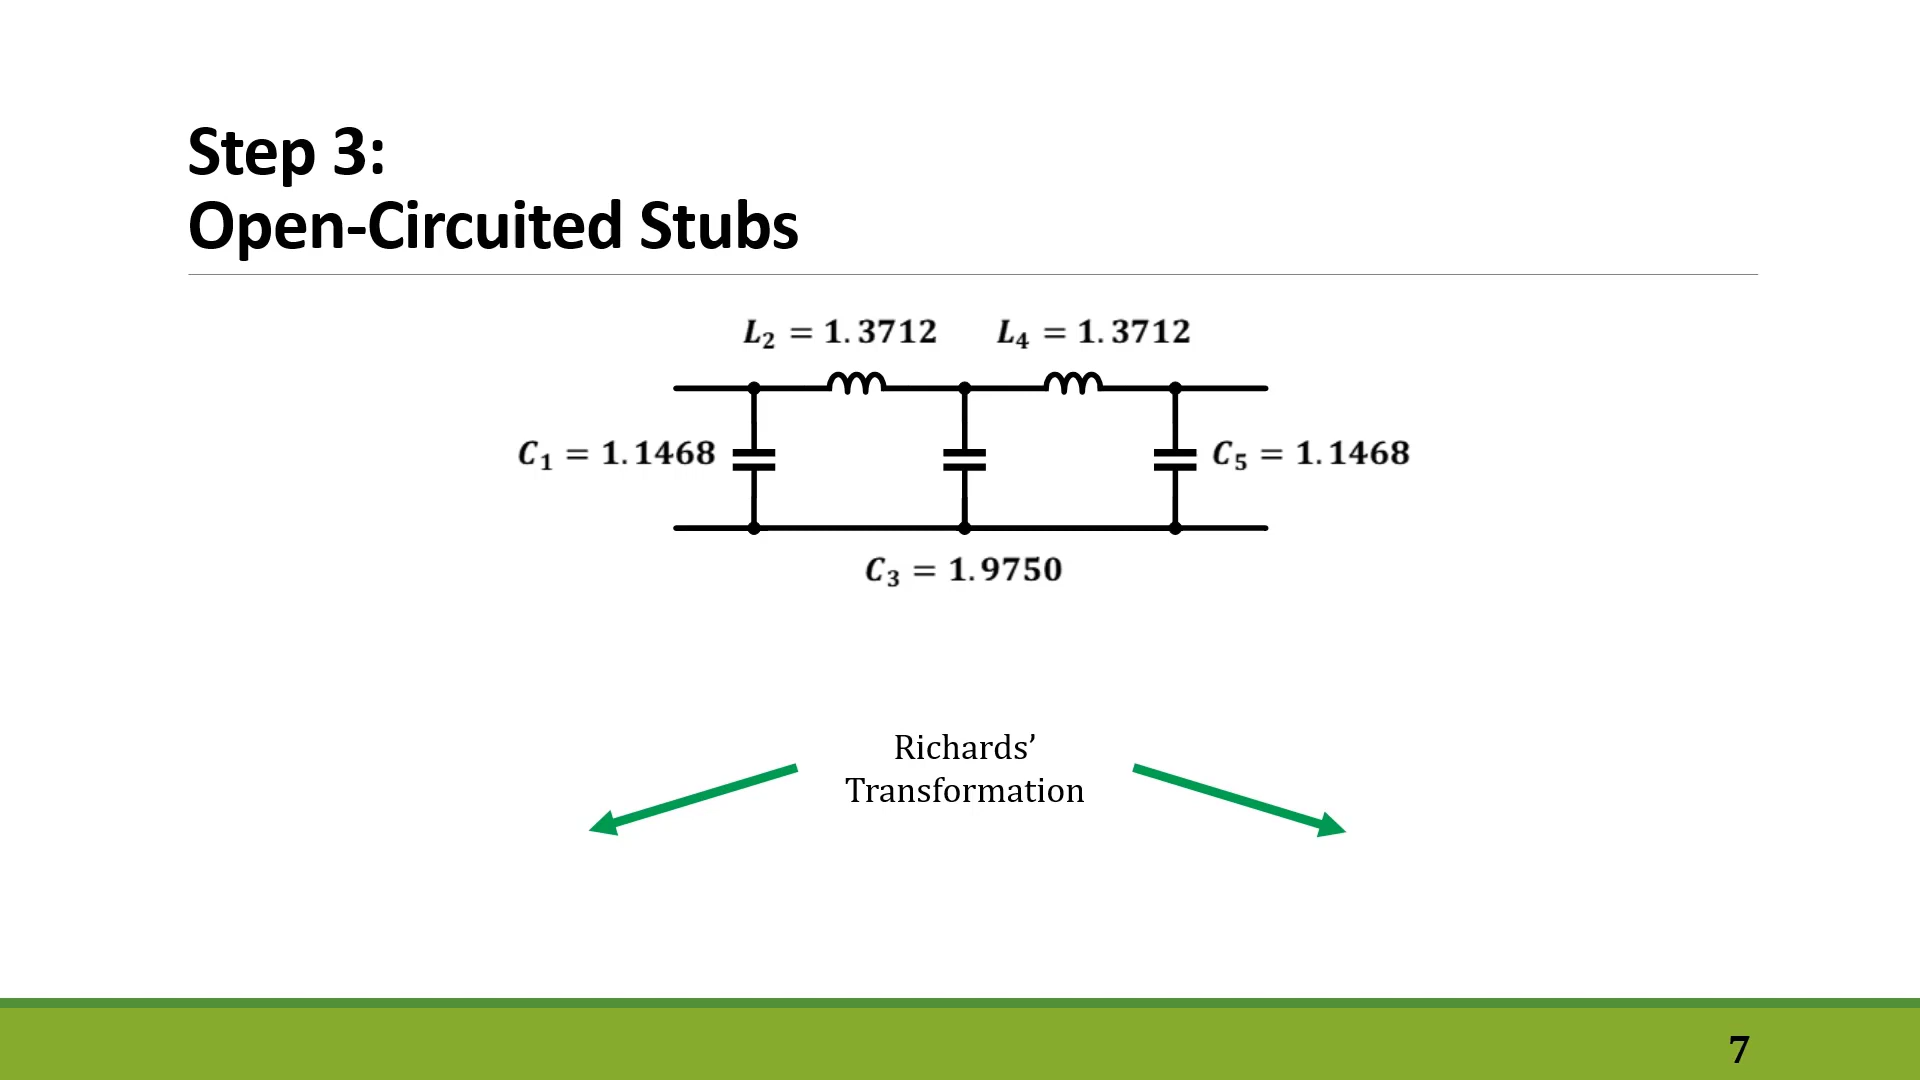 Step 3:
Open-Circuited Stubs
L₂ = 1.3712 L₄ = 1.3712
C₁ = 1.1468 C₅ = 1.1468
C₃ = 1.9750
Richards’
Transformation
7